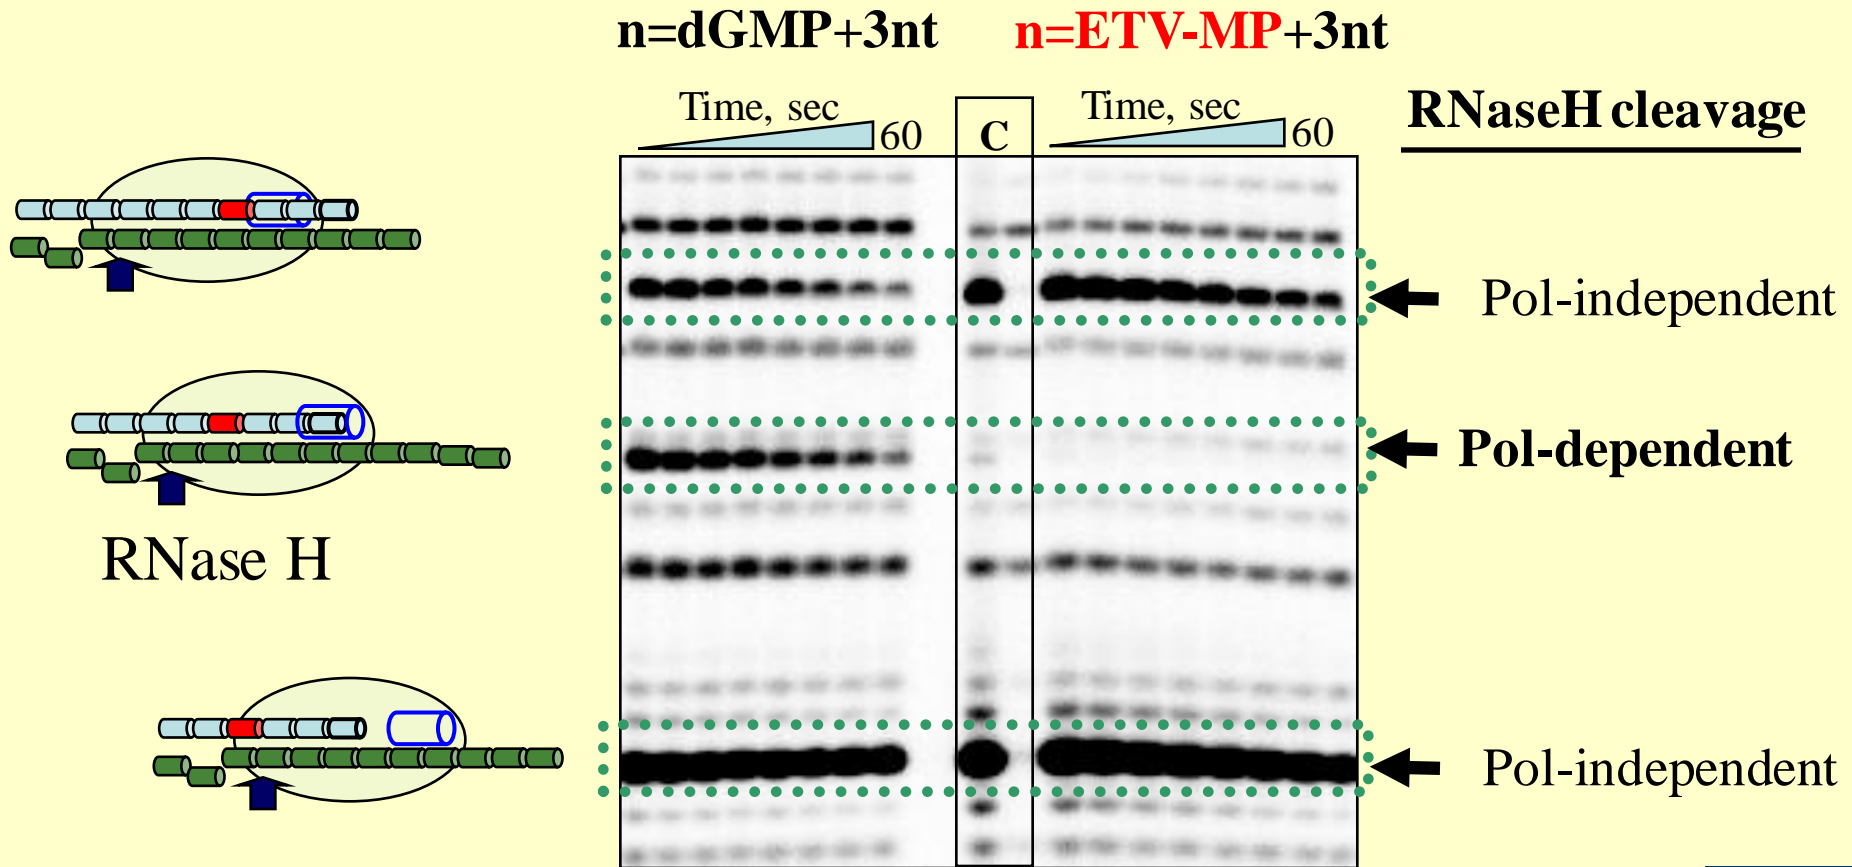 n=dGMP+3nt
n=ETV-MP+3nt
Time, sec
60
C
Time, sec
60
RNaseH cleavage
Pol-independent
Pol-dependent
RNase H
Pol-independent